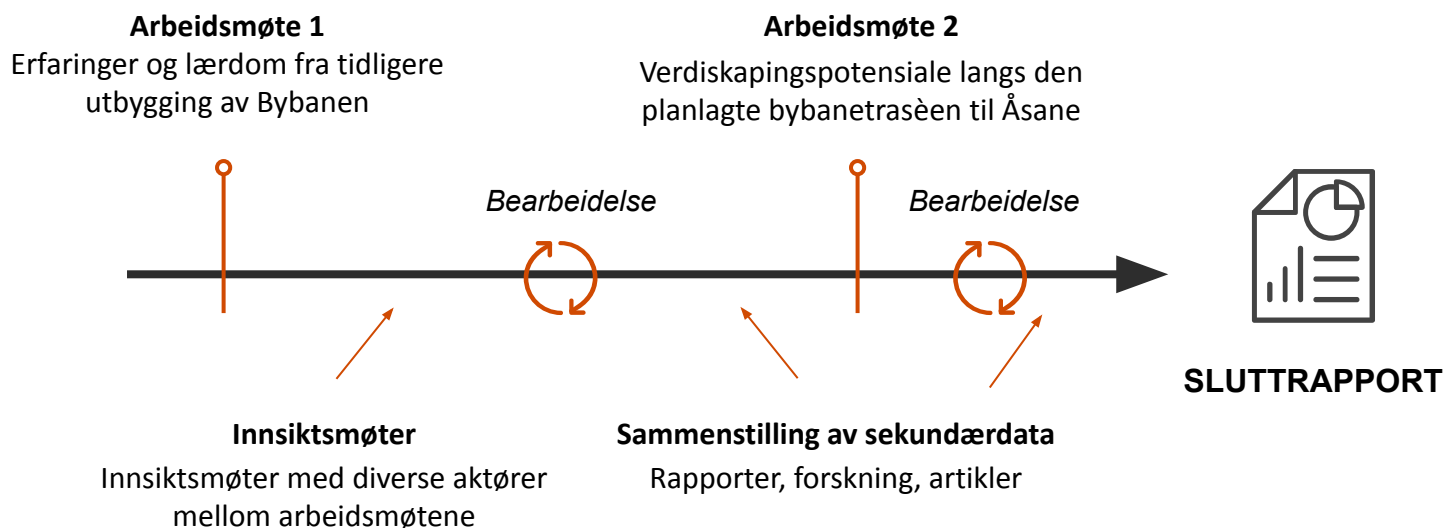 Arbeidsmøte 1
Erfaringer og lærdom fra tidligere
utbygging av Bybanen
Arbeidsmøte 2
Verdiskapingspotensiale langs den
planlagte bybanetrasèen til Åsane
Bearbeidelse
Bearbeidelse
SLUTTRAPPORT
Innsiktsmøter
Innsiktsmøter med diverse aktører
mellom arbeidsmøtene
Sammenstilling av sekundærdata
Rapporter, forskning, artikler